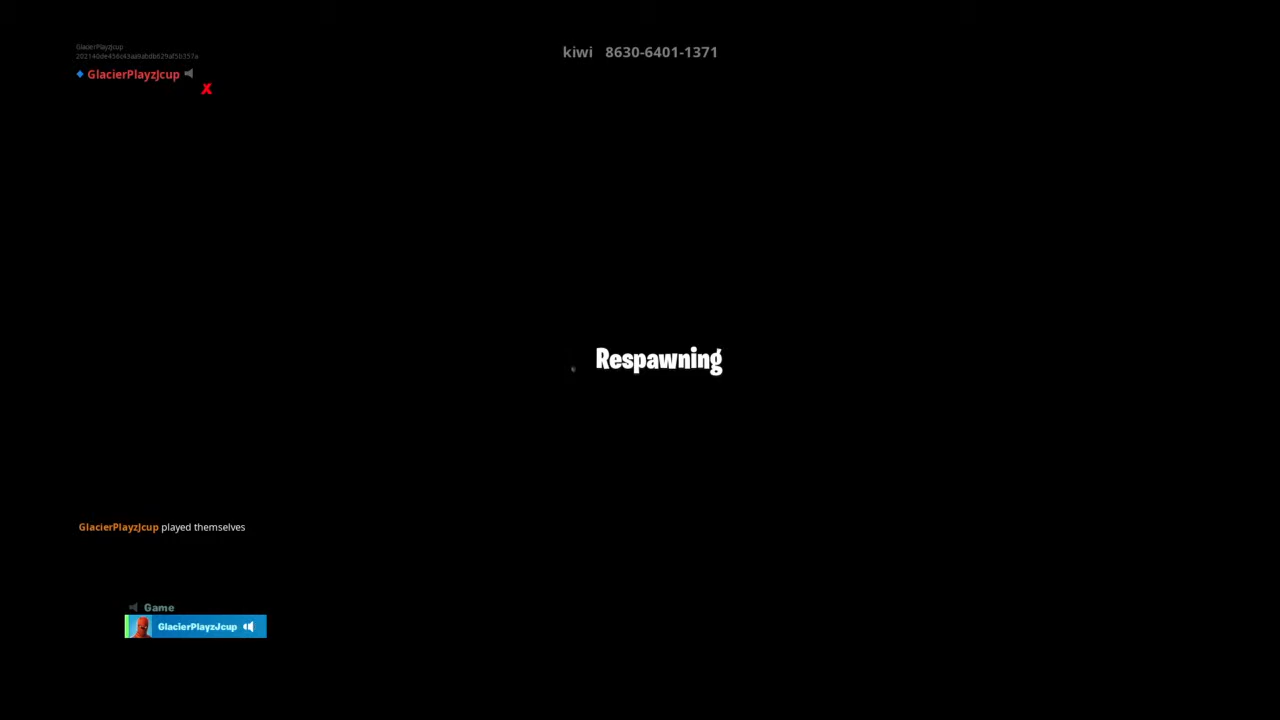 GlacierPlayzJcup
kiwi 8630-6401-1371
GlacierPlayzJcup
X
Respawning
GlacierPlayzJcup played themselves
Game
GlacierPlayzJcup